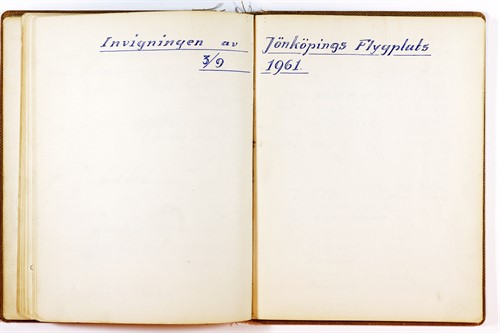 Invigningen av Jönköpings Flygplats
3/9 1961.